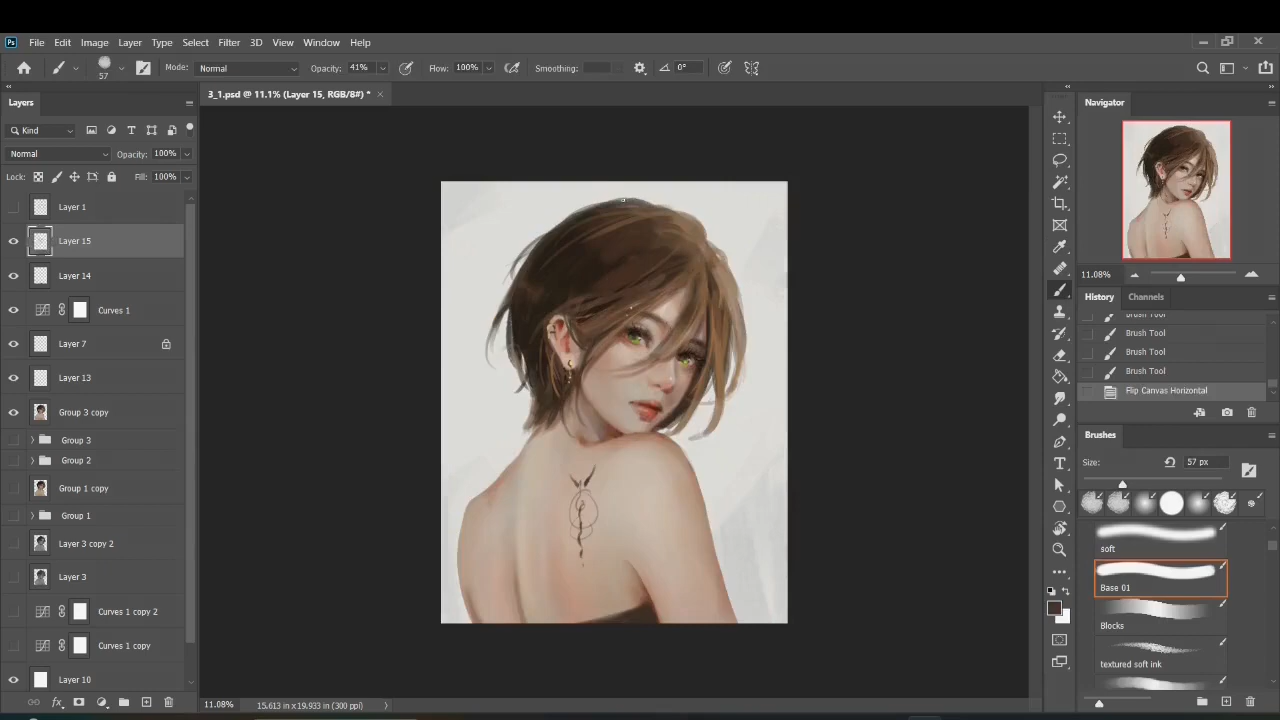 Ps File Edit Image Layer Type Select Filter 3D View Window Help
57 Mode: Normal Opacity: 41% Flow: 100% Smoothing: 0°
Layers
3_1.psd @ 11.1% (Layer 15, RGB/8#) *
Kind
Normal Opacity: 100%
Lock: Fill: 100%
Layer 1
Layer 15
Layer 14
Curves 1
Layer 7
Layer 13
Group 3 copy
Group 3
Group 2
Group 1 copy
Group 1
Layer 3 copy 2
Layer 3
Curves 1 copy 2
Curves 1 copy
Layer 10
11.08% 15.613 in x 19.933 in (300 ppi)
Navigator
11.08%
History Channels
Brush Tool
Brush Tool
Brush Tool
Brush Tool
Flip Canvas Horizontal
Brushes
Size: 57 px
soft
Base 01
Blocks
textured soft ink